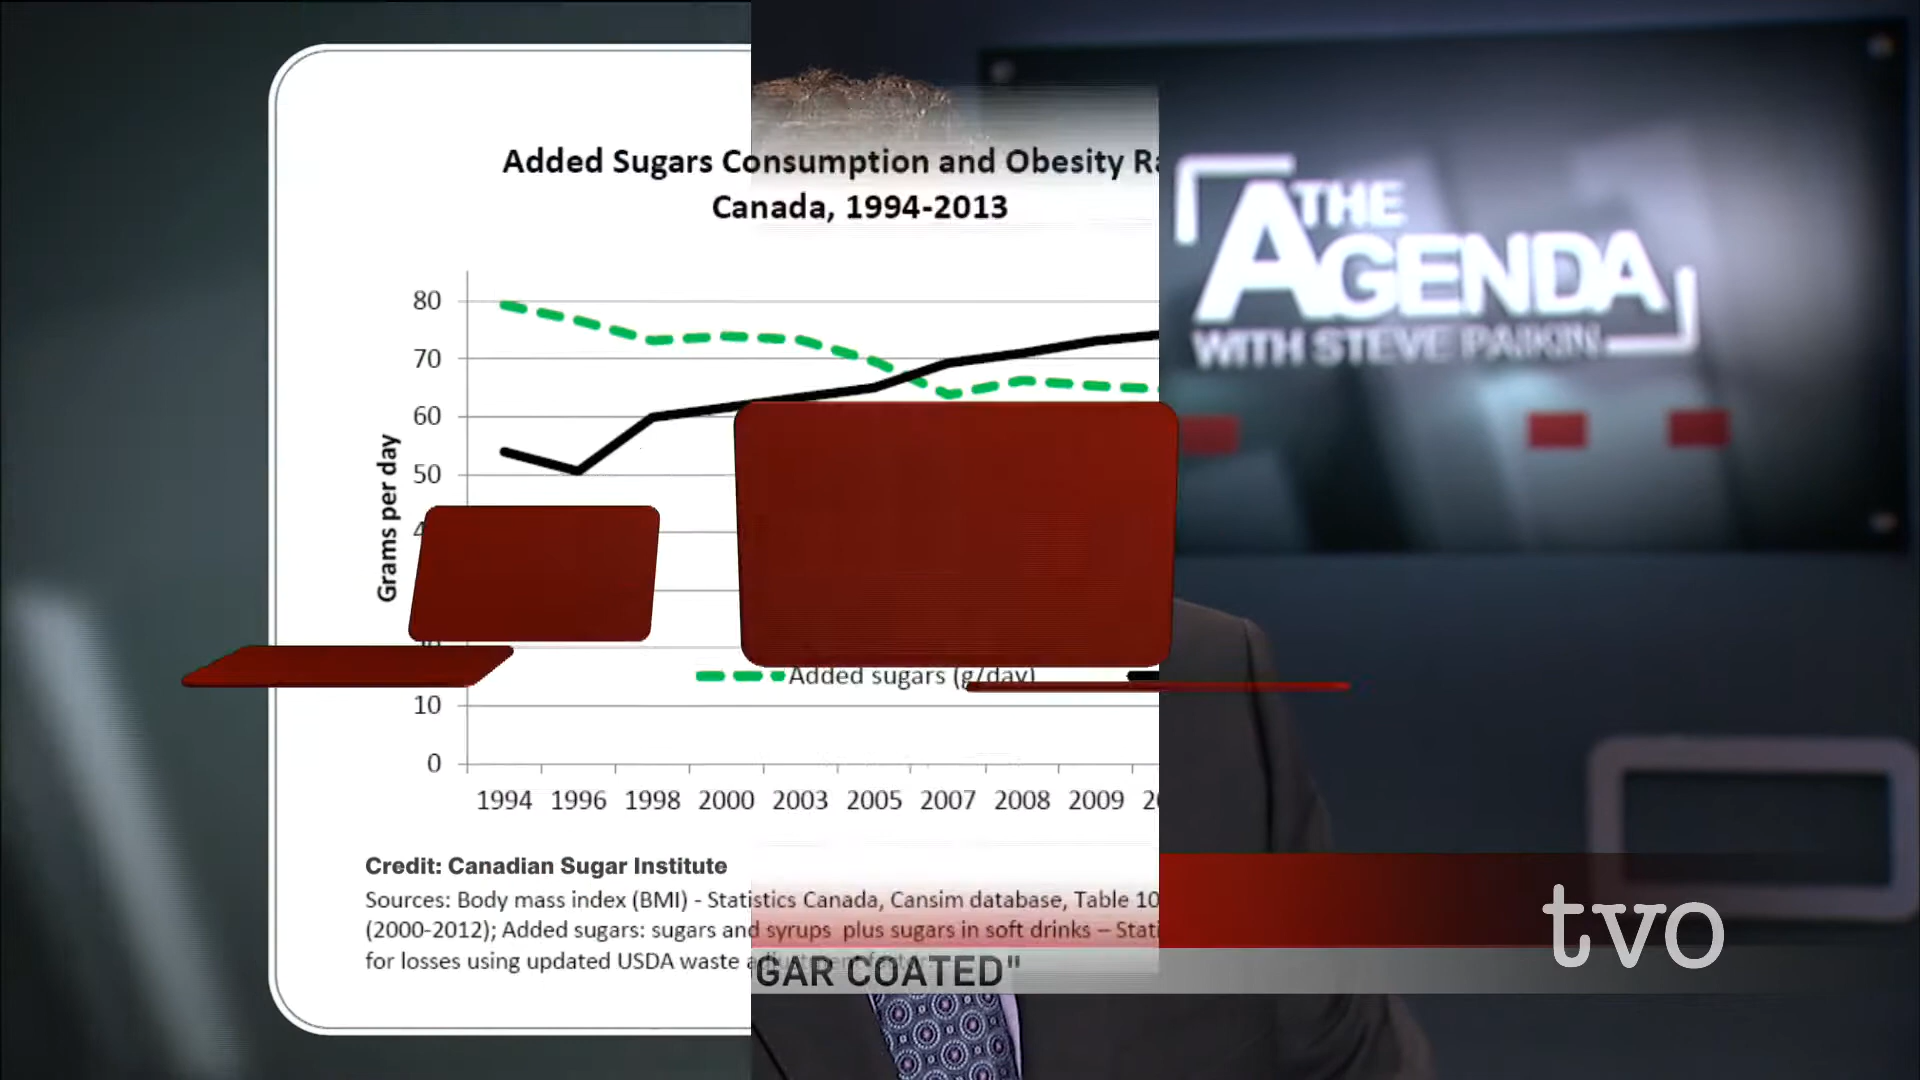 Added Sugars Consumption and Obesity
Canada, 1994-2013
80
70
60
50
10
0
Grams per day
Added sugars (g/day)
1994 1996 1998 2000 2003 2005 2007 2008 2009
Credit: Canadian Sugar Institute
Sources: Body mass index (BMI) - Statistics Canada, Cansim database, Table 10
(2000-2012); Added sugars: sugars and syrups plus sugars in soft drinks – Stati
for losses using updated USDA waste
GAR COATED"
THE
AGENDA
WITH STEVE PAIKIN
tvo